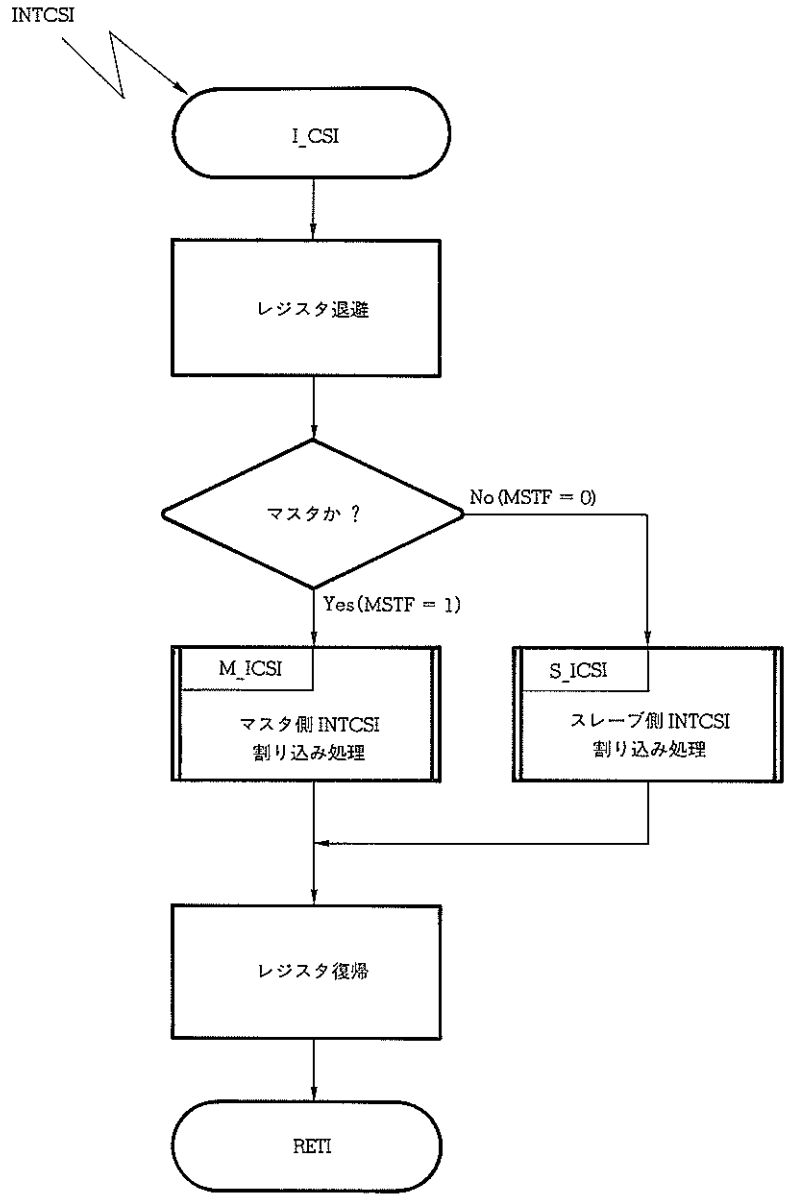 INTCSI
I_CSI
レジスタ退避
マスタか ?
No (MSTF = 0)
Yes (MSTF = 1)
M_ICSI
マスタ側 INTCSI
割り込み処理
S_ICSI
スレーブ側 INTCSI
割り込み処理
レジスタ復帰
RETI